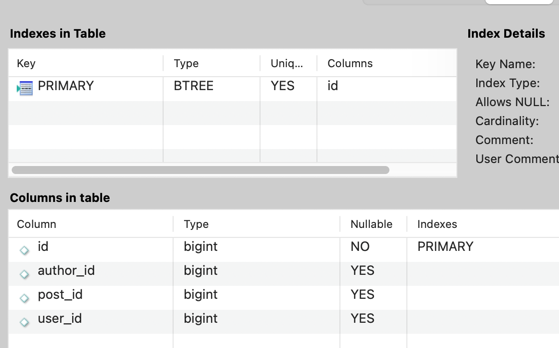 Indexes in Table
Index Details
Key Type Uniq... Columns
PRIMARY BTREE YES id
Key Name:
Index Type:
Allows NULL:
Cardinality:
Comment:
User Comment
Columns in table
Column Type Nullable Indexes
id bigint NO PRIMARY
author_id bigint YES
post_id bigint YES
user_id bigint YES